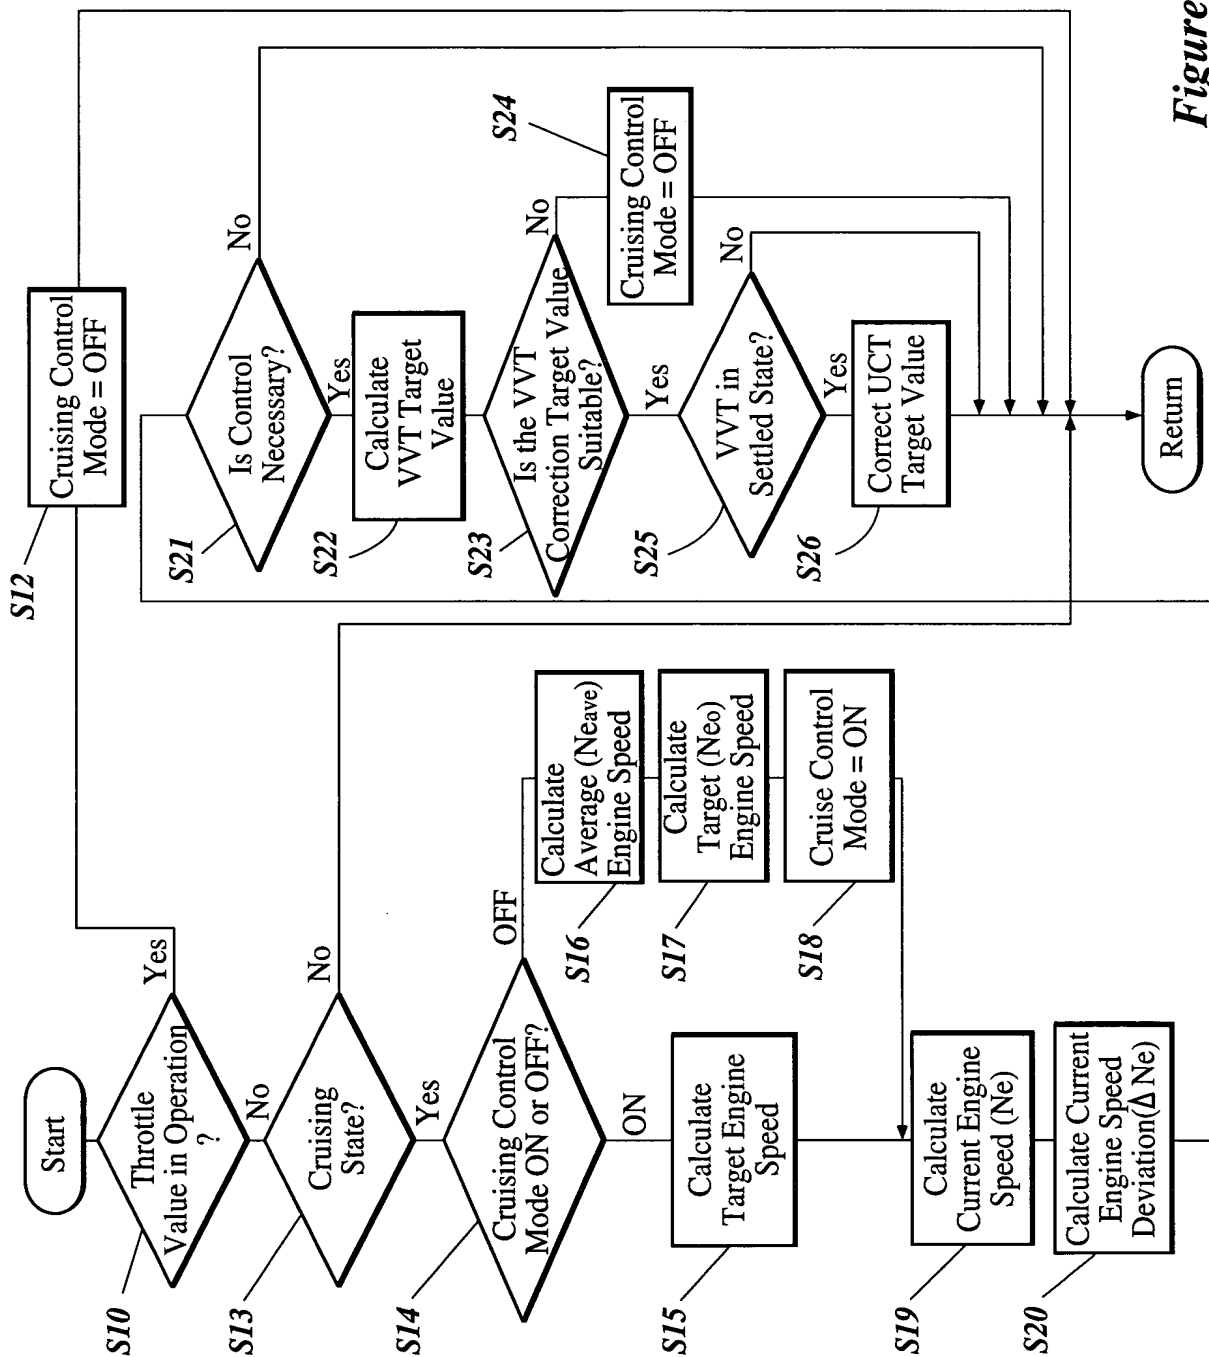 Start
Throttle
Value in Operation
?
S10
Yes
No
S12
Cruising Control
Mode = OFF
Cruising
State?
S13
No
Yes
Cruising Control
Mode ON or OFF?
S14
OFF
ON
Calculate
Target Engine
Speed
S15
Calculate
Average (Neave)
Engine Speed
S16
Calculate
Target (Neo)
Engine Speed
S17
Cruise Control
Mode = ON
S18
Calculate
Current Engine
Speed (Ne)
S19
Calculate Current
Engine Speed
Deviation(Δ Ne)
S20
Is Control
Necessary?
S21
No
Yes
Calculate
VVT Target
Value
S22
Is the VVT
Correction Target Value
Suitable?
S23
No
Yes
Cruising Control
Mode = OFF
S24
VVT in
Settled State?
S25
No
Yes
Correct UCT
Target Value
S26
Return
Figure